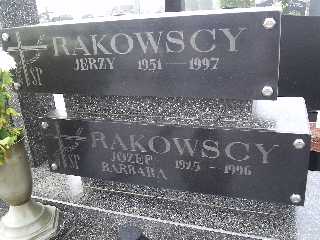 RAKOWSCY
ŚP
JERZY 1951 — 1997
RAKOWSCY
ŚP
JÓZEF 1925 - 1996
BARBARA